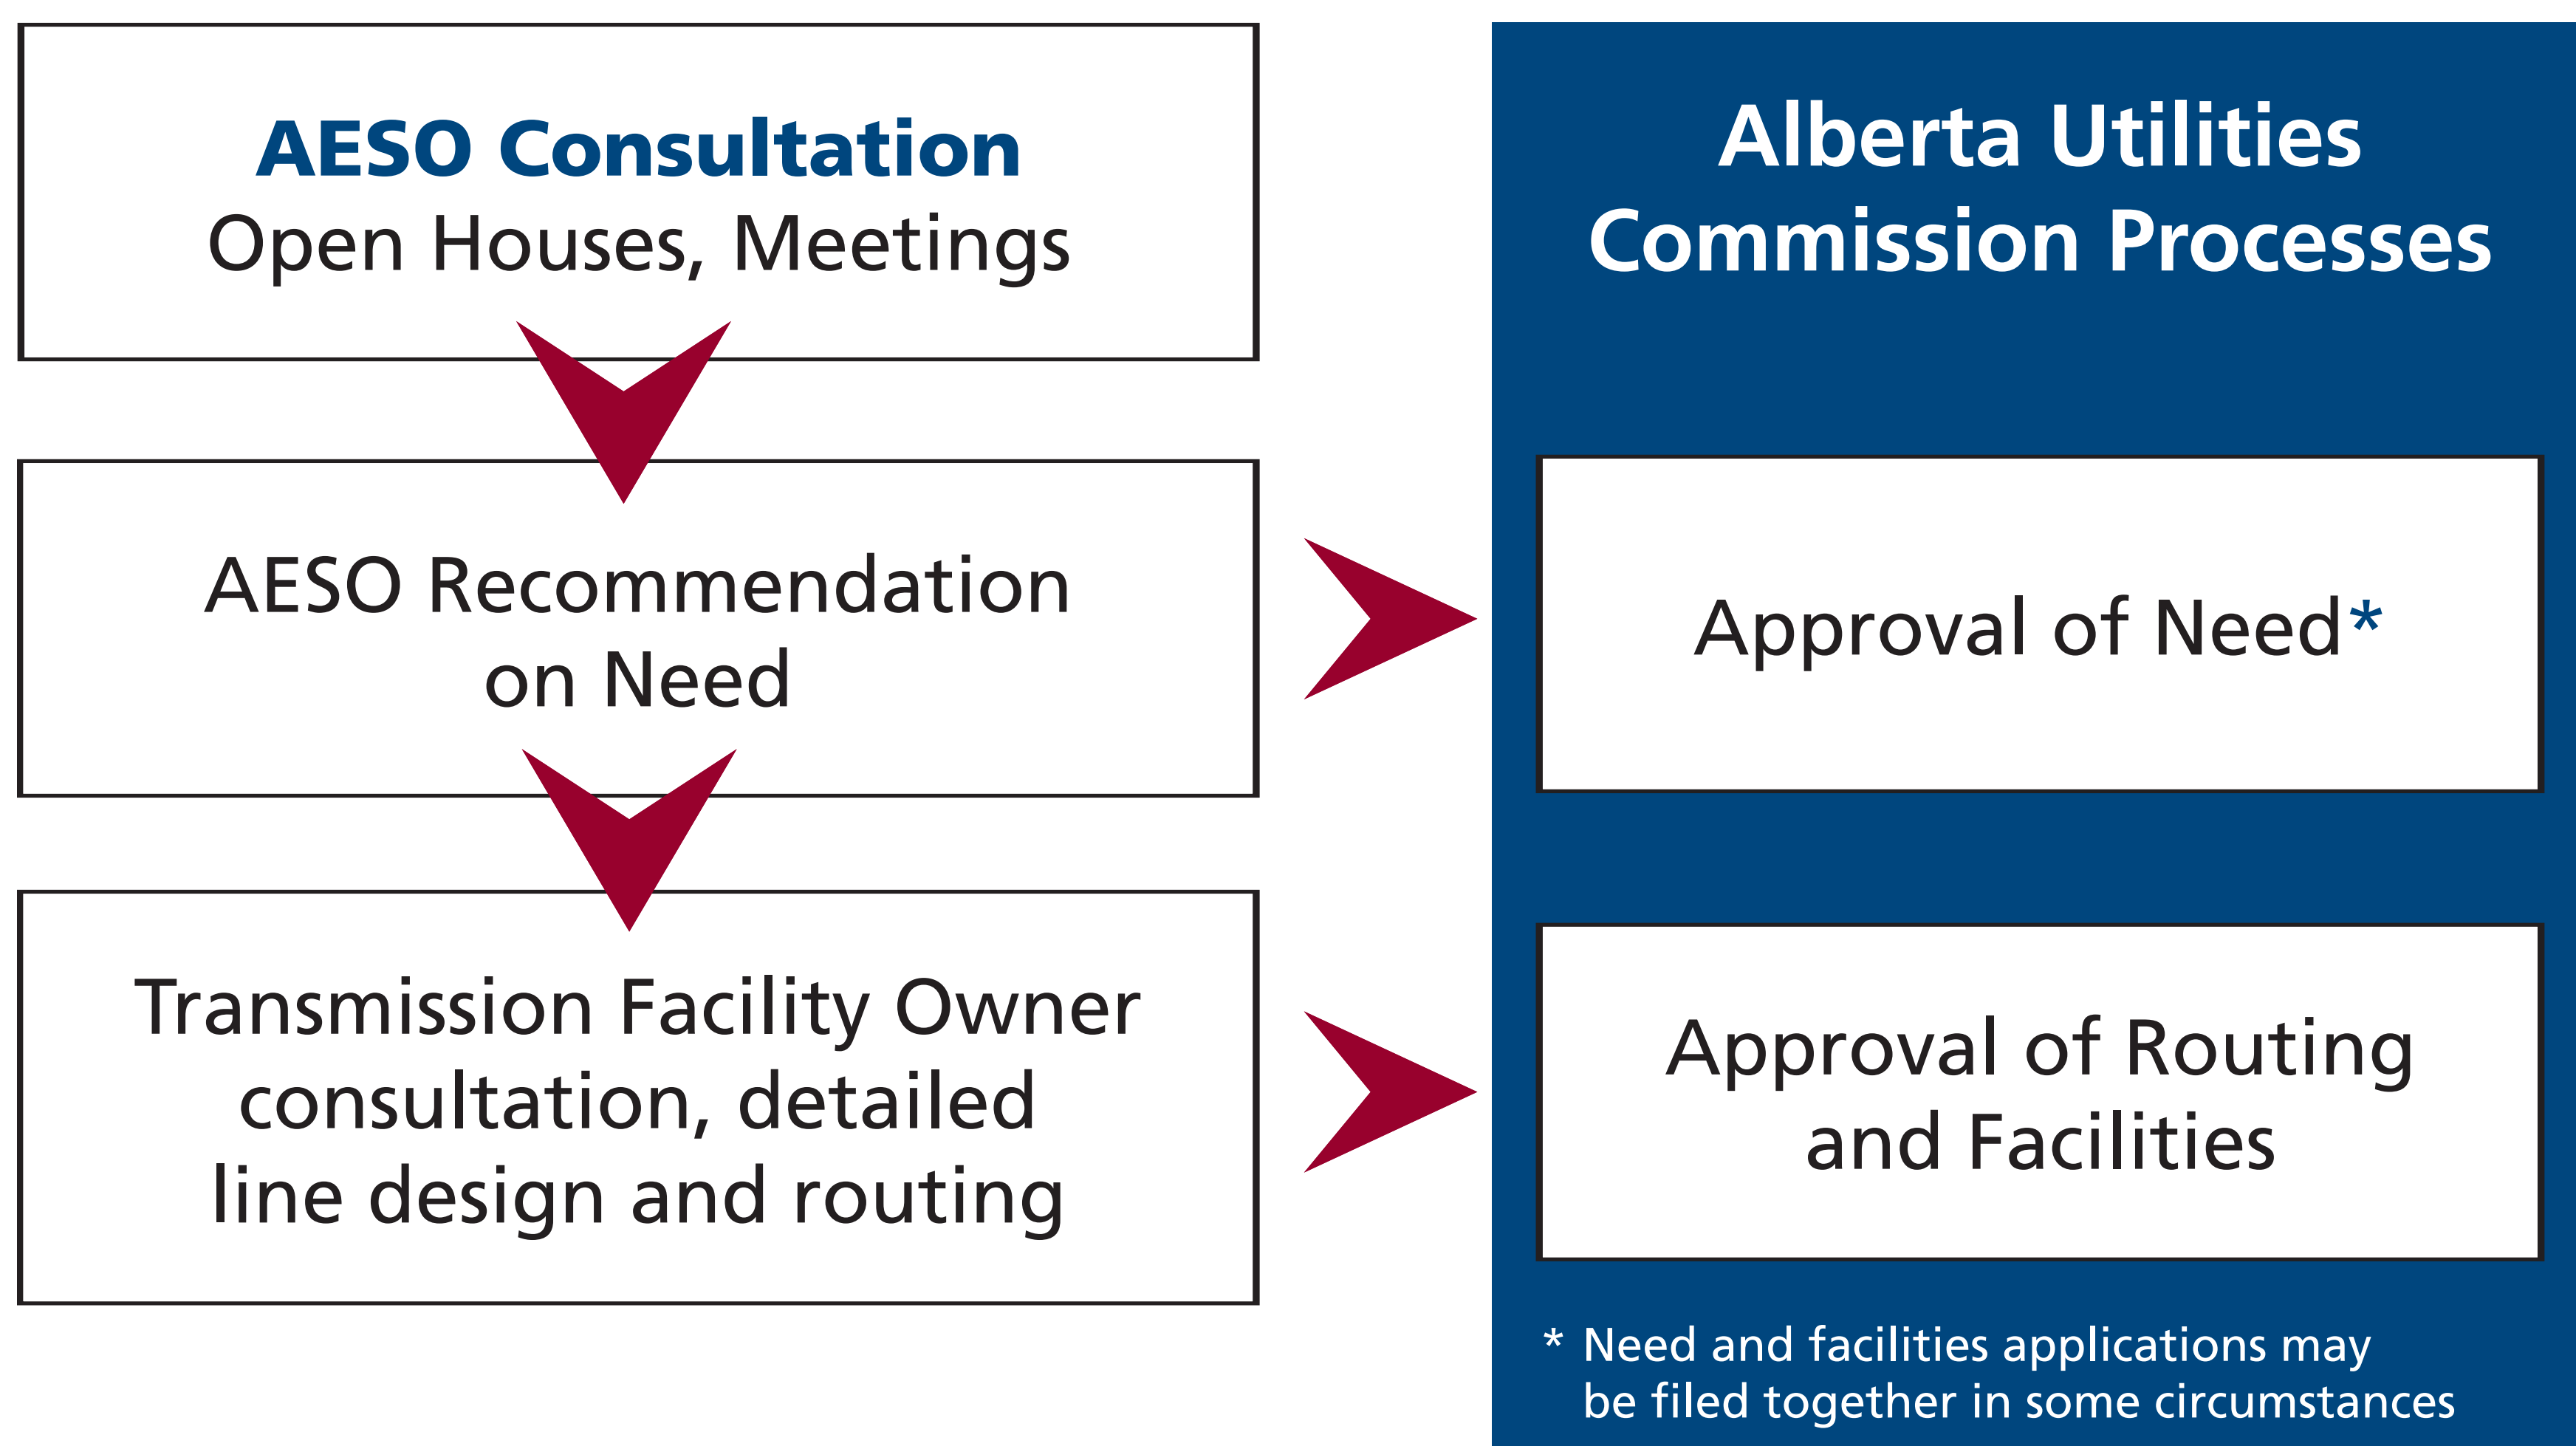 AESO Consultation
Open Houses, Meetings
AESO Recommendation
on Need
Transmission Facility Owner
consultation, detailed
line design and routing
Alberta Utilities
Commission Processes
Approval of Need*
Approval of Routing
and Facilities
* Need and facilities applications may
be filed together in some circumstances